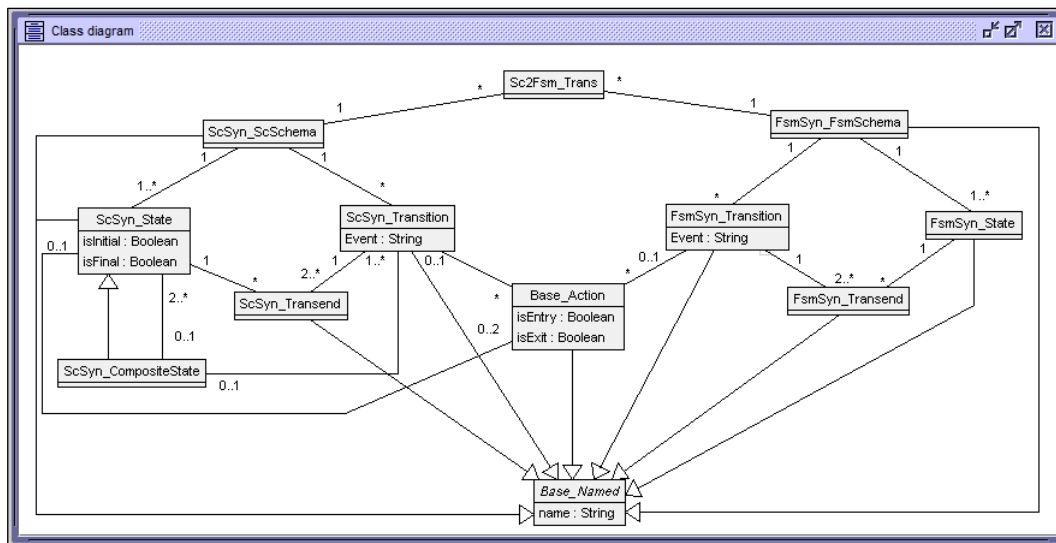 Class diagram
Sc2Fsm_Trans
*
*
1
1
ScSyn_ScSchema
FsmSyn_FsmSchema
1
1
1
1
1..*
*
*
1..*
ScSyn_State
isInitial : Boolean
isFinal : Boolean
ScSyn_Transition
Event : String
FsmSyn_Transition
Event : String
FsmSyn_State
0..1
1
*
2..*
1
1..*
0..1
*
0..1
1
2..*
*
1
ScSyn_Transend
Base_Action
isEntry : Boolean
isExit : Boolean
FsmSyn_Transend
2..*
0..1
*
0..2
ScSyn_CompositeState
0..1
Base_Named
name : String